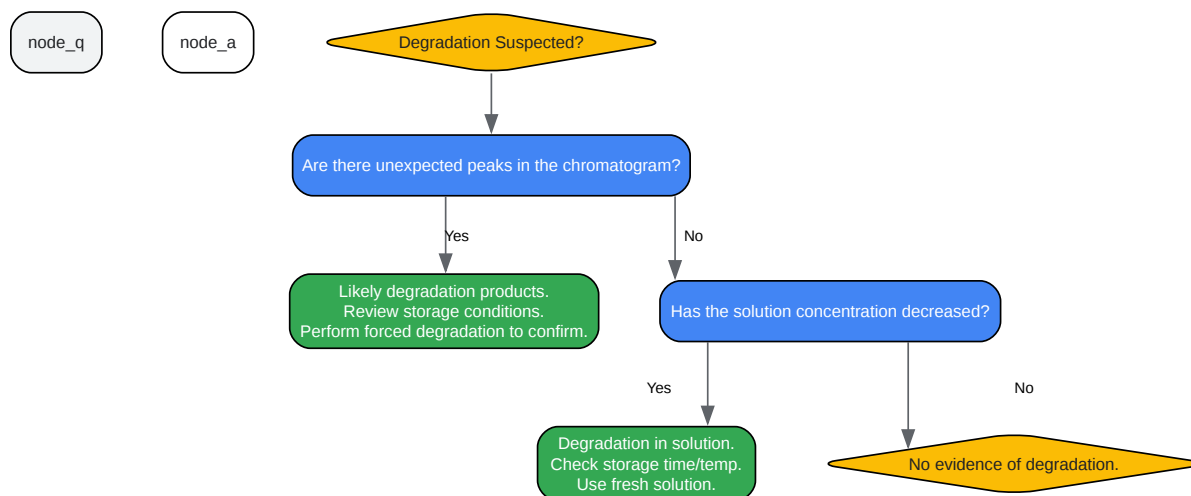 node_q
node_a
Degradation Suspected?
Are there unexpected peaks in the chromatogram?
Yes
No
Likely degradation products.
Review storage conditions.
Perform forced degradation to confirm.
Has the solution concentration decreased?
Yes
No
Degradation in solution.
Check storage time/temp.
Use fresh solution.
No evidence of degradation.